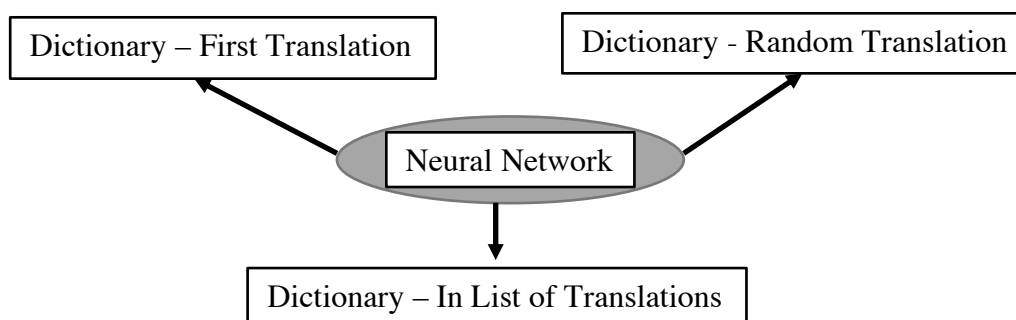 Dictionary – First Translation
Dictionary - Random Translation
Neural Network
Dictionary – In List of Translations